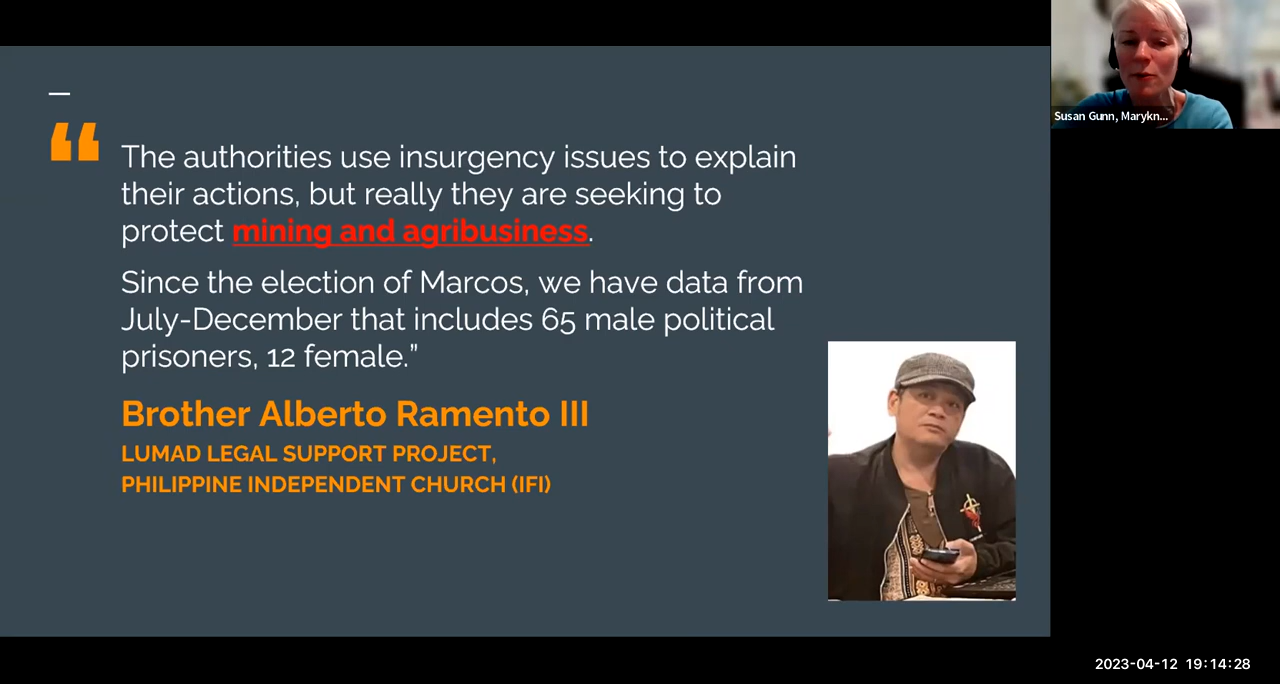 “
The authorities use insurgency issues to explain
their actions, but really they are seeking to
protect mining and agribusiness.
Since the election of Marcos, we have data from
July-December that includes 65 male political
prisoners, 12 female.”
Brother Alberto Ramento III
LUMAD LEGAL SUPPORT PROJECT,
PHILIPPINE INDEPENDENT CHURCH (IFI)
Susan Gunn, Marykn...
2023-04-12 19:14:28